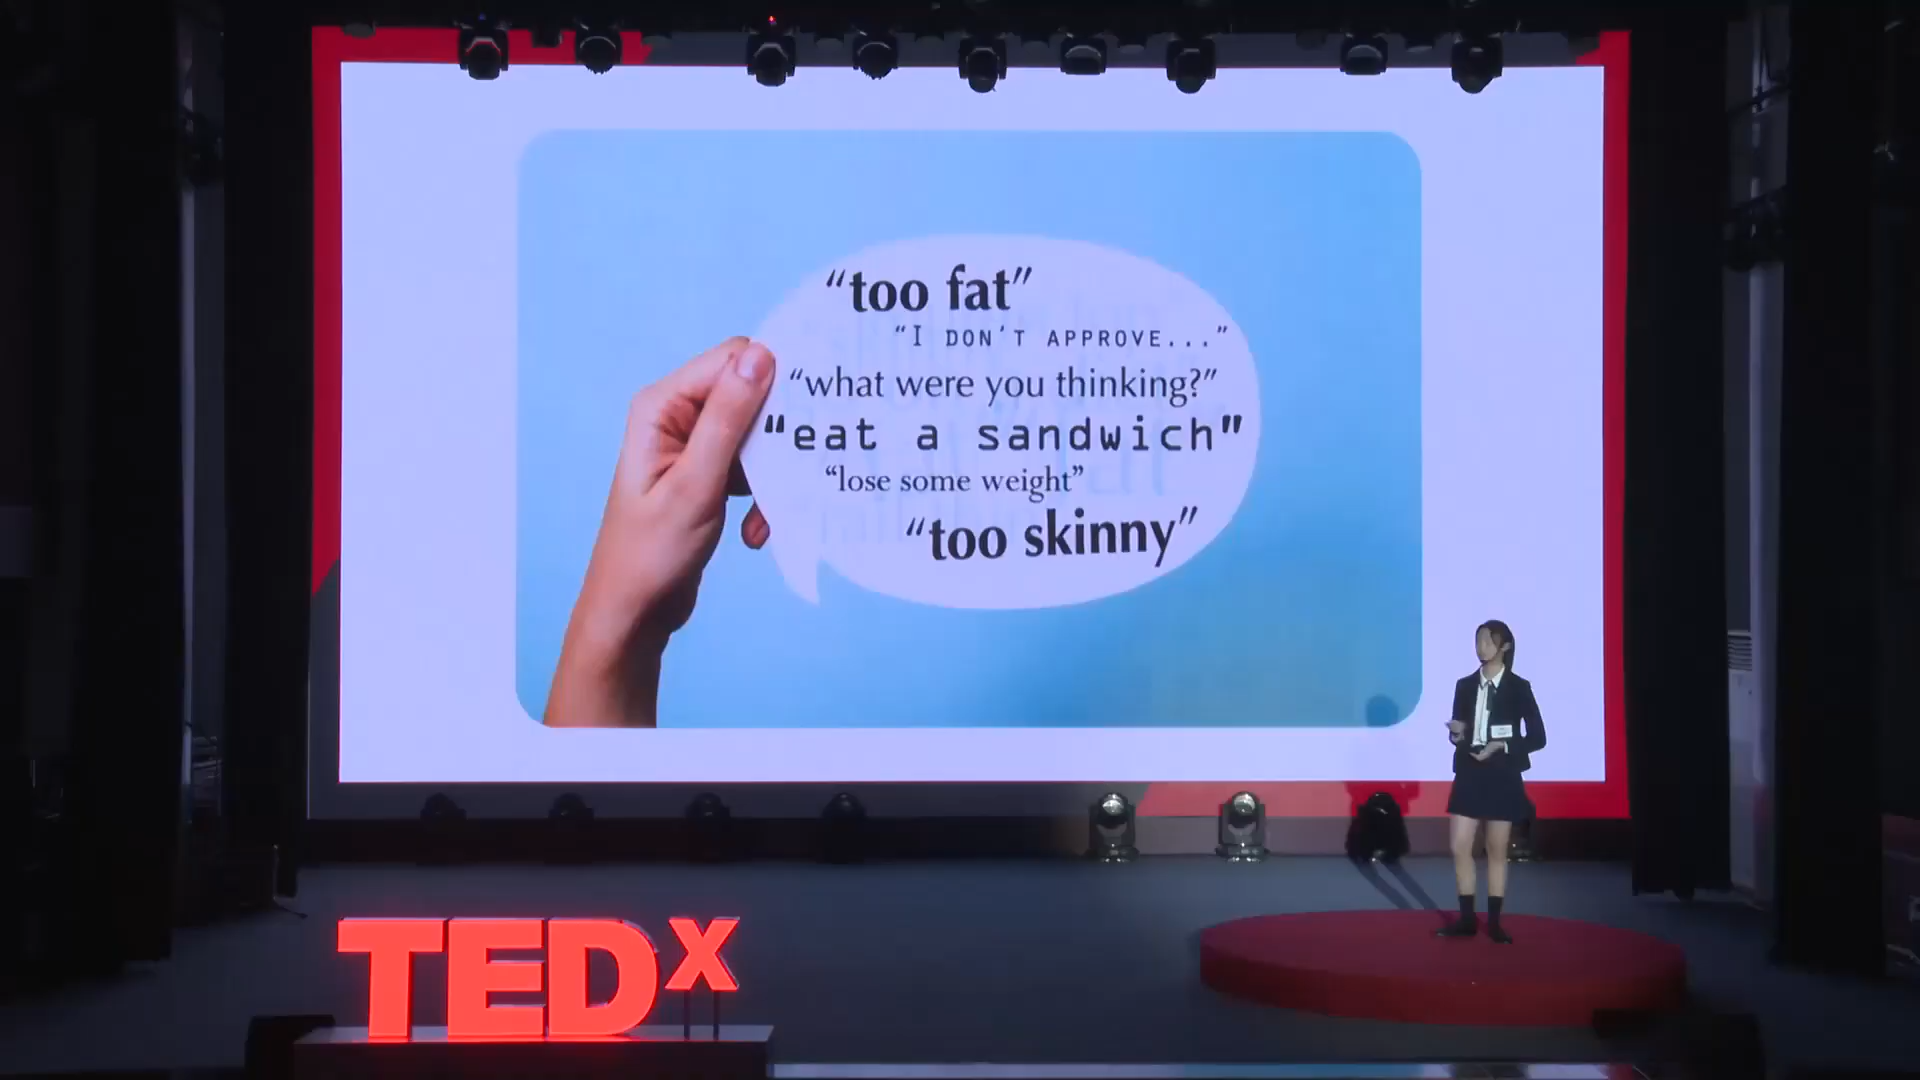 “too fat”
“I DON’T APPROVE...”
“what were you thinking?”
“eat a sandwich”
“lose some weight”
“too skinny”
TEDx